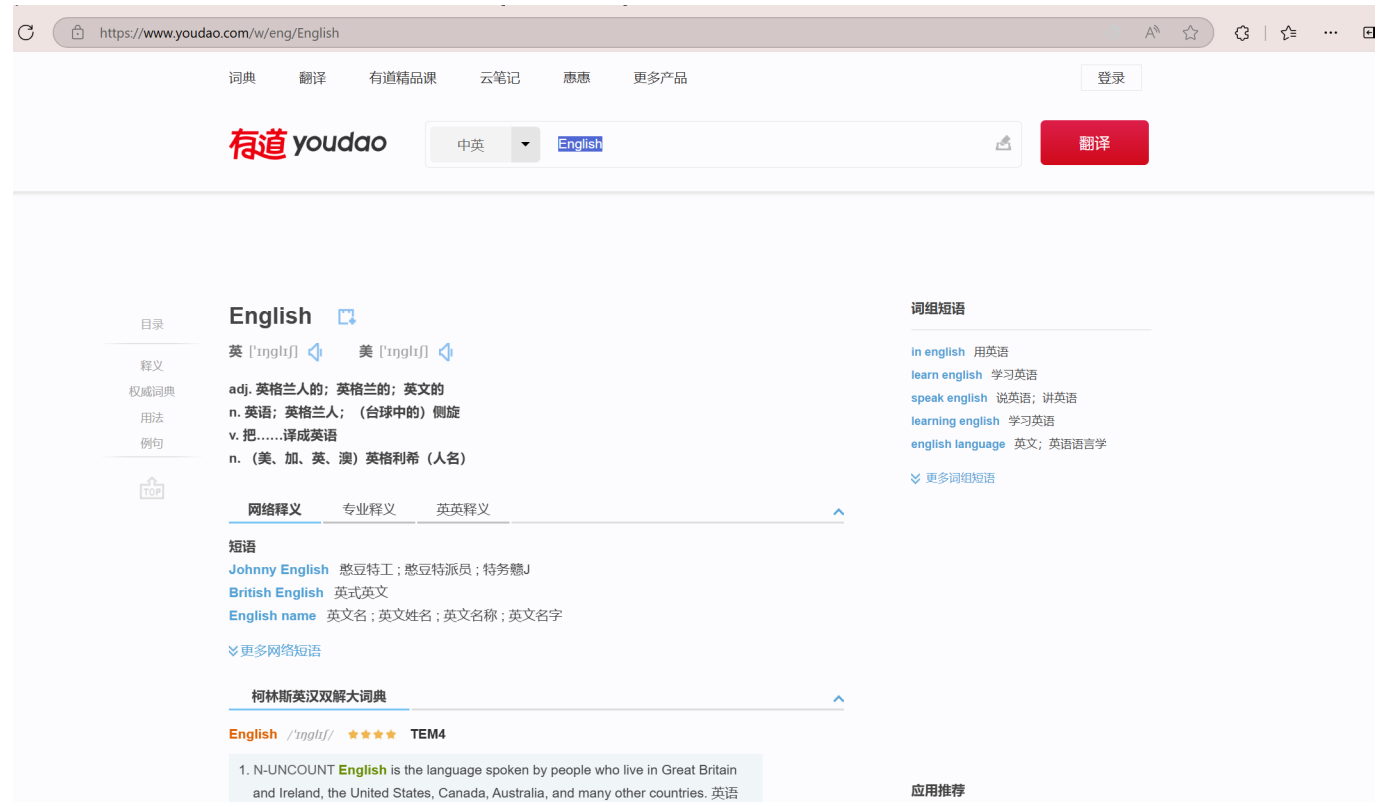 https://www.youdao.com/w/eng/English
词典 翻译 有道精品课 云笔记 惠惠 更多产品 登录
有道 youdao 中英 English 翻译
目录
释义
权威词典
用法
例句
TOP
English
英 ['ɪŋglɪʃ] 美 ['ɪŋglɪʃ]
adj. 英格兰人的；英格兰的；英文的
n. 英语；英格兰人；（台球中的）侧旋
v. 把……译成英语
n. （美、加、英、澳）英格利希（人名）
网络释义 专业释义 英英释义
短语
Johnny English 憨豆特工 ; 憨豆特派员 ; 特务戆J
British English 英式英文
English name 英文名 ; 英文姓名 ; 英文名称 ; 英文名字
更多网络短语
柯林斯英汉双解大词典
English /ˈɪŋglɪʃ/ TEM4
1. N-UNCOUNT English is the language spoken by people who live in Great Britain
and Ireland, the United States, Canada, Australia, and many other countries. 英语
词组短语
in english 用英语
learn english 学习英语
speak english 说英语；讲英语
learning english 学习英语
english language 英文；英语语言学
更多词组短语
应用推荐